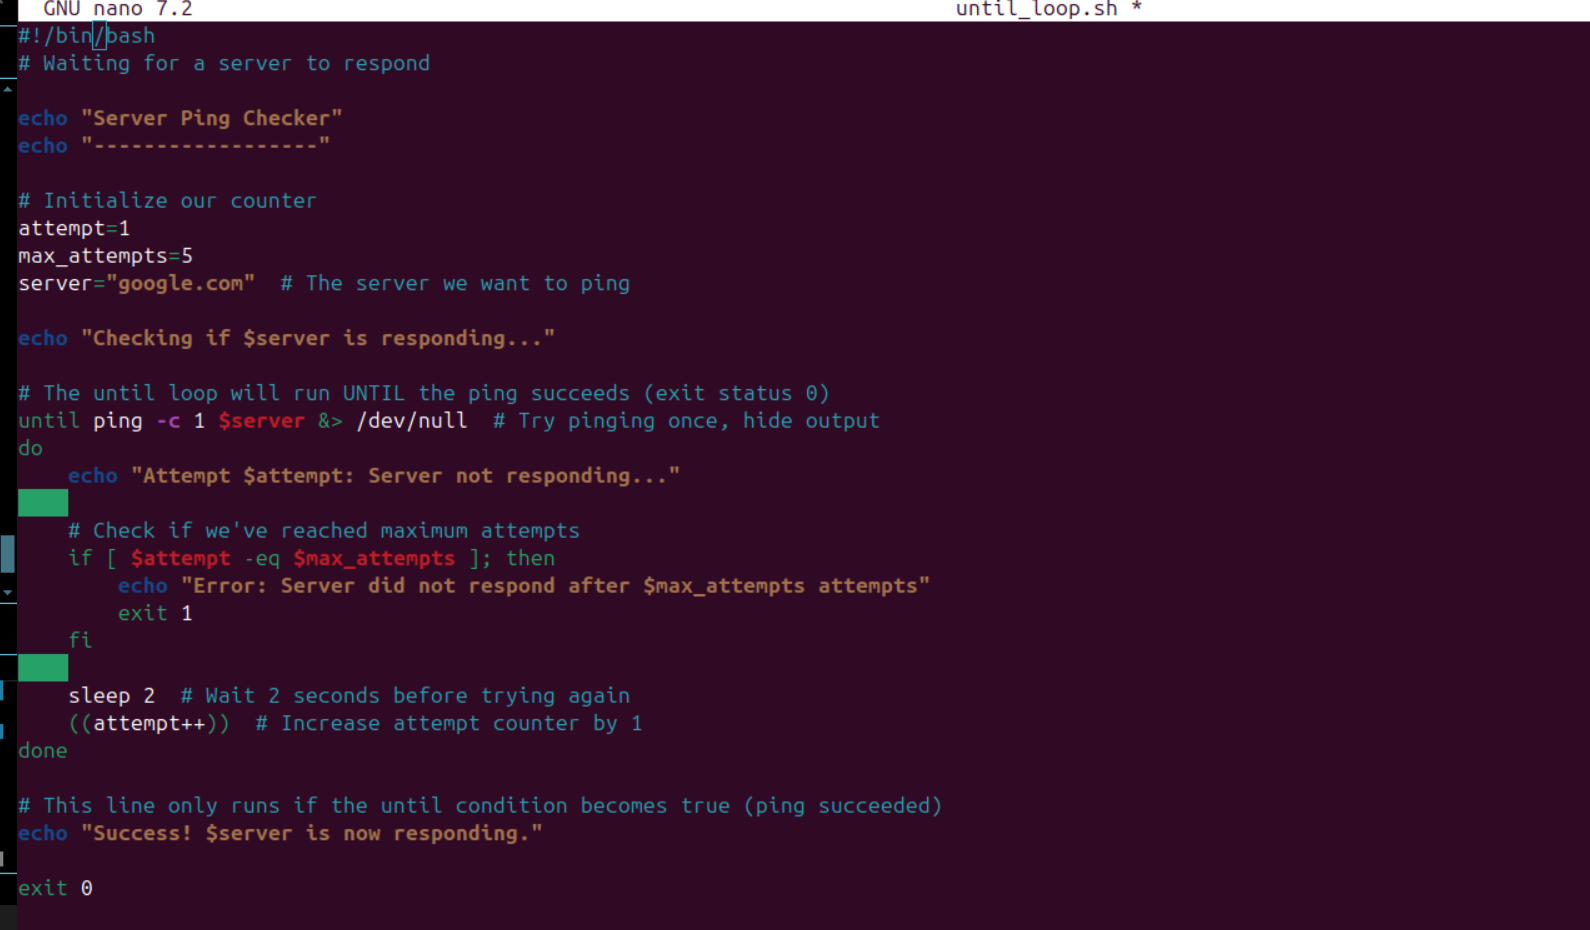 GNU nano 7.2 until_loop.sh *
#!/bin/bash
# Waiting for a server to respond

echo "Server Ping Checker"
echo "------------------"

# Initialize our counter
attempt=1
max_attempts=5
server="google.com"  # The server we want to ping

echo "Checking if $server is responding..."

# The until loop will run UNTIL the ping succeeds (exit status 0)
until ping -c 1 $server &> /dev/null  # Try pinging once, hide output
do
    echo "Attempt $attempt: Server not responding..."

    # Check if we've reached maximum attempts
    if [ $attempt -eq $max_attempts ]; then
        echo "Error: Server did not respond after $max_attempts attempts"
        exit 1
    fi

    sleep 2  # Wait 2 seconds before trying again
    ((attempt++))  # Increase attempt counter by 1
done

# This line only runs if the until condition becomes true (ping succeeded)
echo "Success! $server is now responding."

exit 0